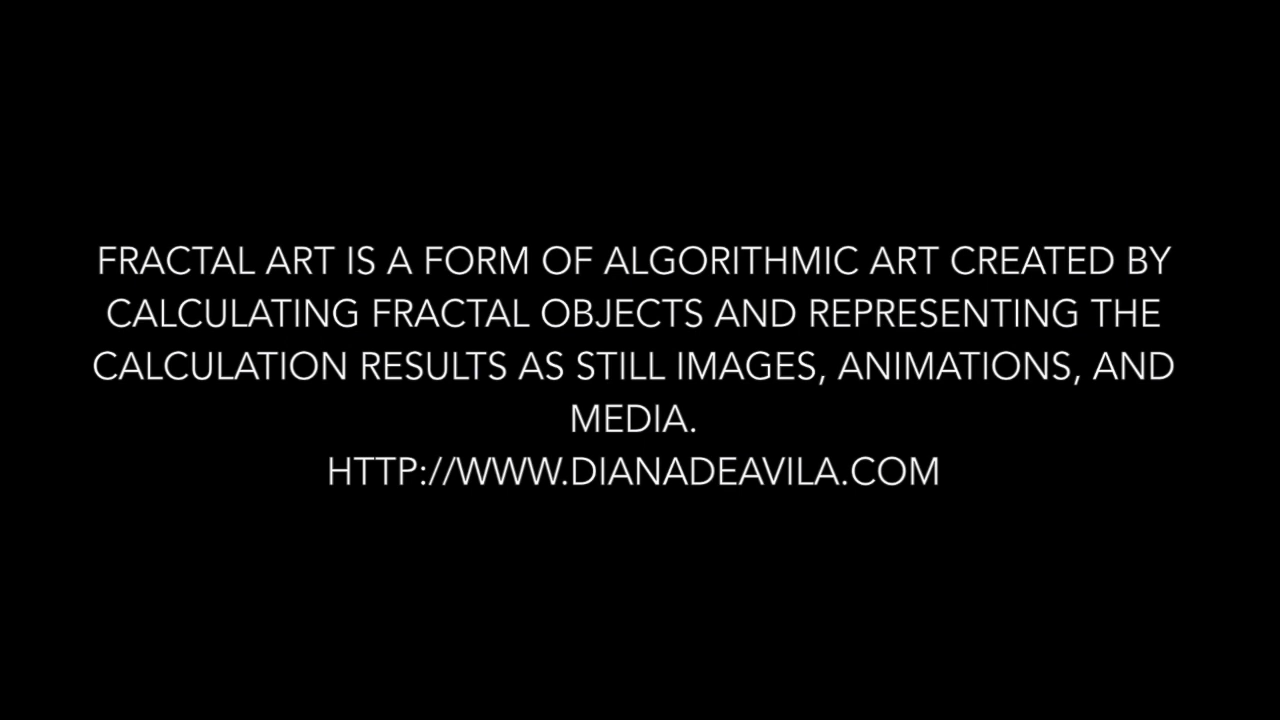 FRACTAL ART IS A FORM OF ALGORITHMIC ART CREATED BY
CALCULATING FRACTAL OBJECTS AND REPRESENTING THE
CALCULATION RESULTS AS STILL IMAGES, ANIMATIONS, AND
MEDIA.
HTTP://WWW.DIANADEAVILA.COM